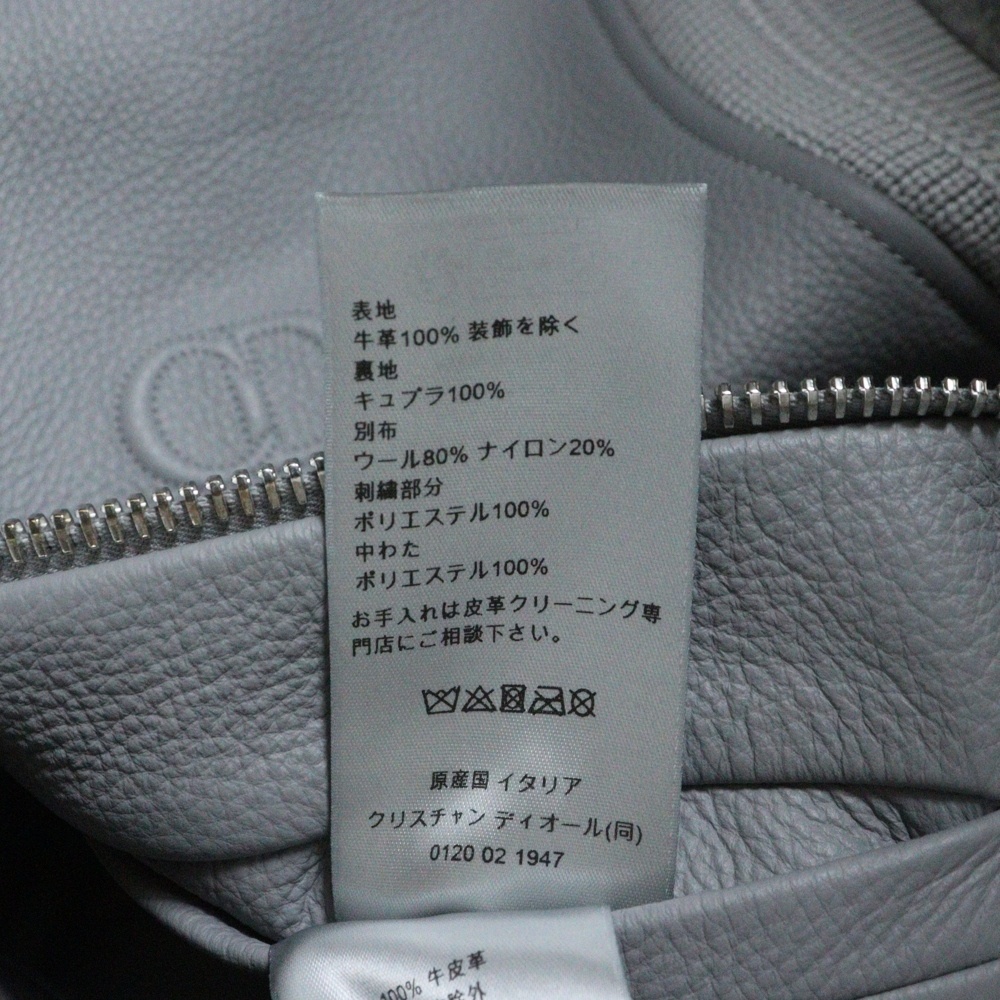 表地
牛革100% 装飾を除く
裏地
キュプラ100%
別布
ウール80% ナイロン20%
刺繍部分
ポリエステル100%
中わた
ポリエステル100%
お手入れは皮革クリーニング専
門店にご相談下さい。
原産国 イタリア
クリスチャン ディオール(同)
0120 02 1947
100% 牛皮革
除外